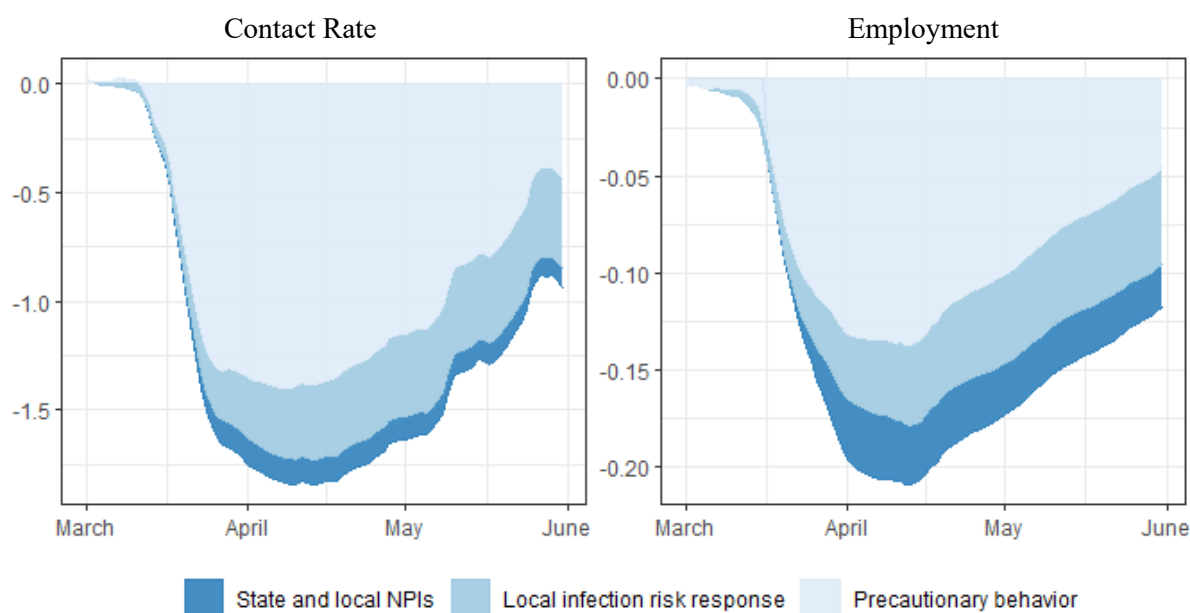 Contact Rate
Employment
0.0
-0.5
-1.0
-1.5
March
April
May
June
0.00
-0.05
-0.10
-0.15
-0.20
March
April
May
June
State and local NPIs
Local infection risk response
Precautionary behavior